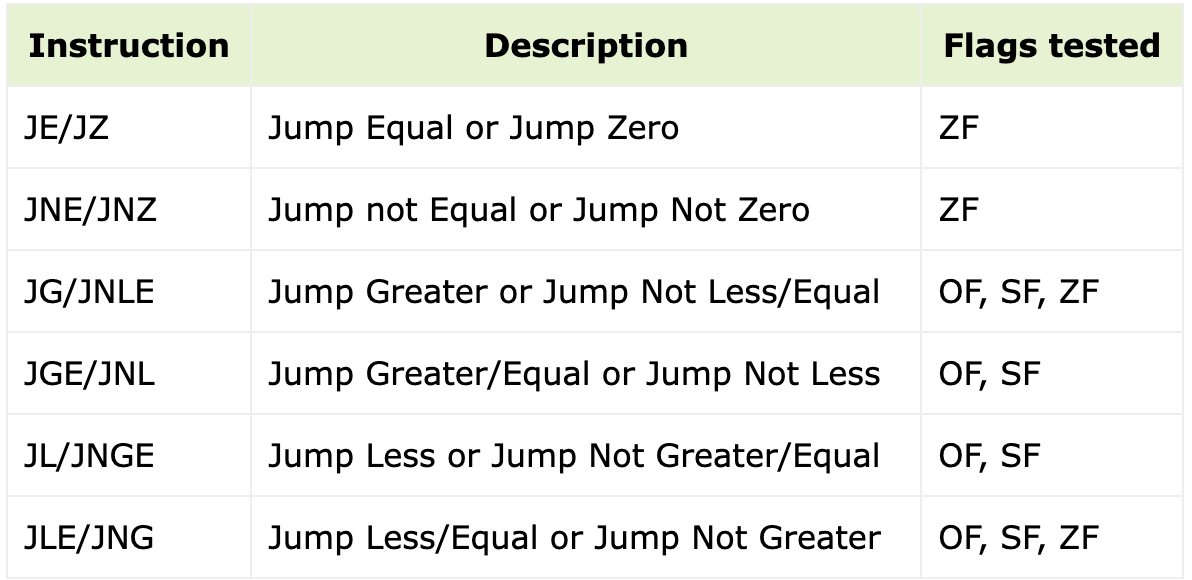 Instruction Description Flags tested
JE/JZ Jump Equal or Jump Zero ZF
JNE/JNZ Jump not Equal or Jump Not Zero ZF
JG/JNLE Jump Greater or Jump Not Less/Equal OF, SF, ZF
JGE/JNL Jump Greater/Equal or Jump Not Less OF, SF
JL/JNGE Jump Less or Jump Not Greater/Equal OF, SF
JLE/JNG Jump Less/Equal or Jump Not Greater OF, SF, ZF